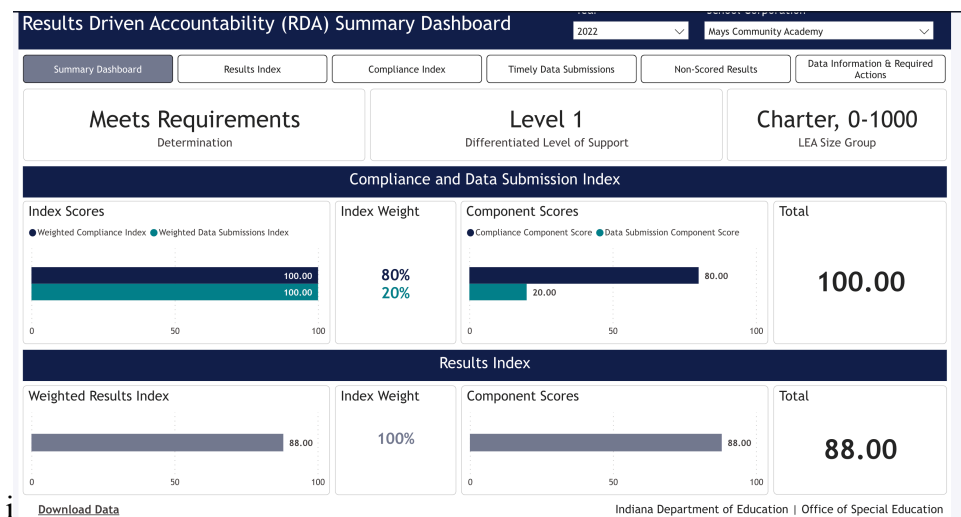 Results Driven Accountability (RDA) Summary Dashboard
Year
School Corporation
2022
Mays Community Academy
Summary Dashboard
Results Index
Compliance Index
Timely Data Submissions
Non-Scored Results
Data Information & Required
Actions
Meets Requirements
Determination
Level 1
Differentiated Level of Support
Charter, 0-1000
LEA Size Group
Compliance and Data Submission Index
Index Scores
Weighted Compliance Index Weighted Data Submissions Index
100.00
100.00
0 50 100
Index Weight
80%
20%
Component Scores
Compliance Component Score Data Submission Component Score
80.00
20.00
0 50 100
Total
100.00
Results Index
Weighted Results Index
88.00
0 50 100
Index Weight
100%
Component Scores
88.00
0 50 100
Total
88.00
i
Download Data
Indiana Department of Education | Office of Special Education